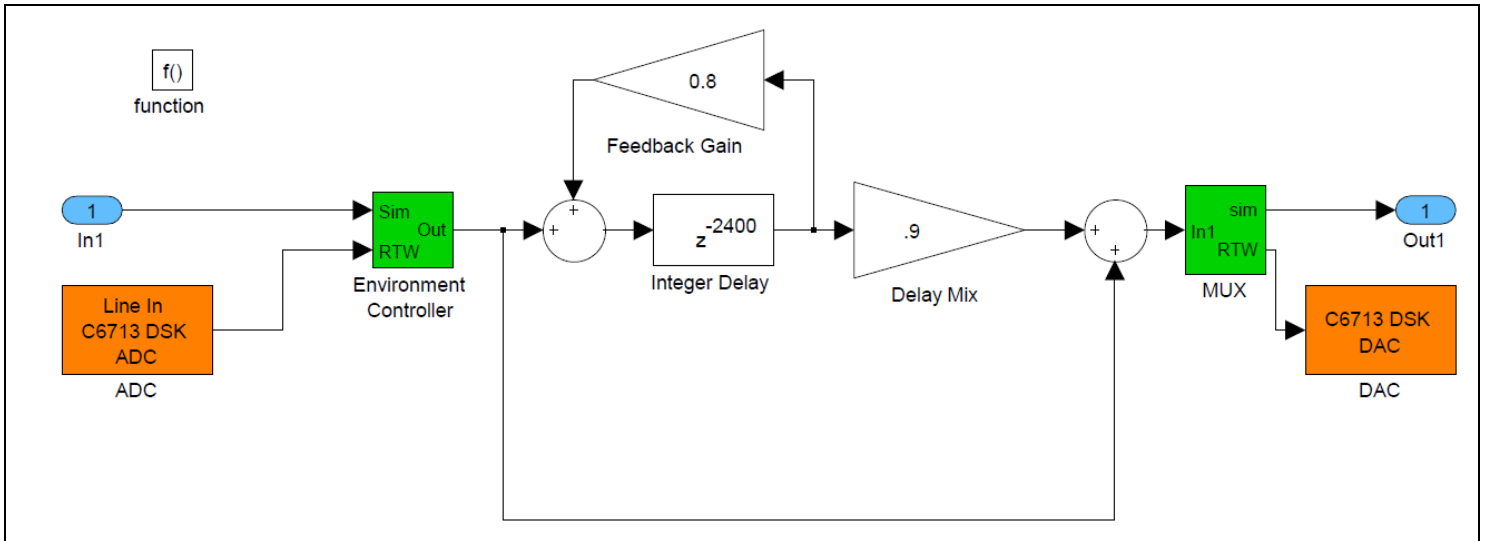 f()
function
0.8
Feedback Gain
+
1
In1
Sim
Out
RTW
Environment
Controller
+
z-2400
Integer Delay
.9
Delay Mix
+
+
In1
sim
RTW
MUX
1
Out1
Line In
C6713 DSK
ADC
ADC
C6713 DSK
DAC
DAC